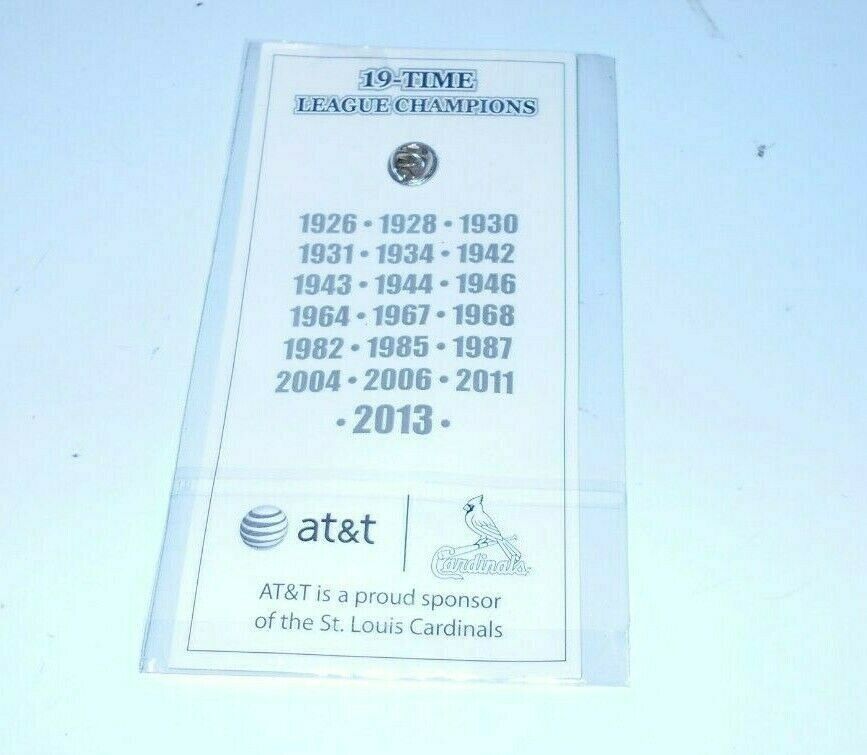 19-TIME
LEAGUE CHAMPIONS
1926 • 1928 • 1930
1931 • 1934 • 1942
1943 • 1944 • 1946
1964 • 1967 • 1968
1982 • 1985 • 1987
2004 • 2006 • 2011
• 2013 •
at&t
Cardinals
AT&T is a proud sponsor
of the St. Louis Cardinals